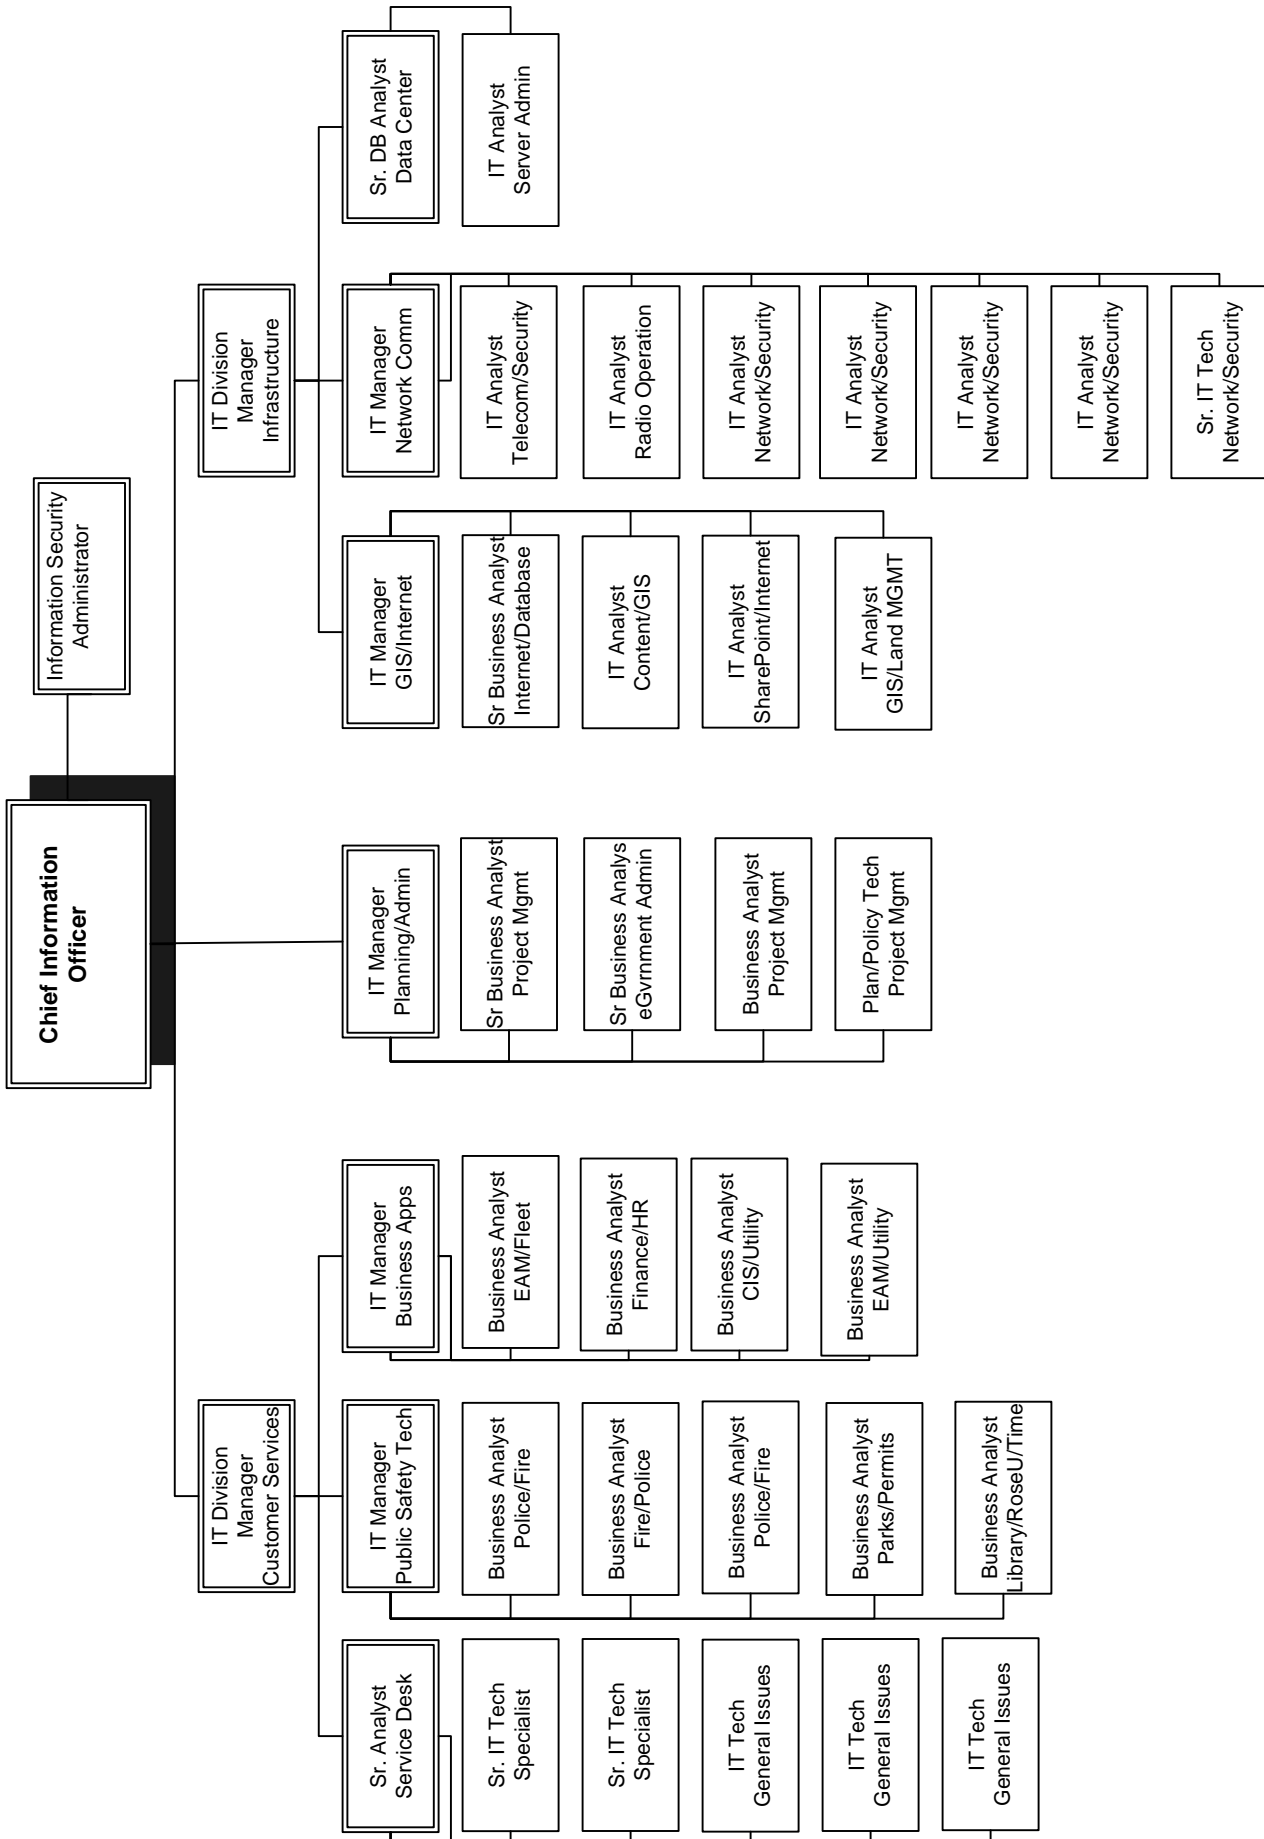 Chief Information
Officer
Information Security
Administrator
IT Division
Manager
Customer Services
IT Division
Manager
Infrastructure
Sr. Analyst
Service Desk
IT Manager
Public Safety Tech
IT Manager
Business Apps
IT Manager
Planning/Admin
IT Manager
GIS/Internet
IT Manager
Network Comm
Sr. DB Analyst
Data Center
Sr. IT Tech
Specialist
Sr. IT Tech
Specialist
IT Tech
General Issues
IT Tech
General Issues
IT Tech
General Issues
Business Analyst
Police/Fire
Business Analyst
Fire/Police
Business Analyst
Police/Fire
Business Analyst
Parks/Permits
Business Analyst
Library/RoseU/Time
Business Analyst
EAM/Fleet
Business Analyst
Finance/HR
Business Analyst
CIS/Utility
Business Analyst
EAM/Utility
Sr Business Analyst
Project Mgmt
Sr Business Analys
eGvrnment Admin
Business Analyst
Project Mgmt
Plan/Policy Tech
Project Mgmt
Sr Business Analyst
Internet/Database
IT Analyst
Content/GIS
IT Analyst
SharePoint/Internet
IT Analyst
GIS/Land MGMT
IT Analyst
Telecom/Security
IT Analyst
Radio Operation
IT Analyst
Network/Security
IT Analyst
Network/Security
IT Analyst
Network/Security
IT Analyst
Network/Security
Sr. IT Tech
Network/Security
IT Analyst
Server Admin